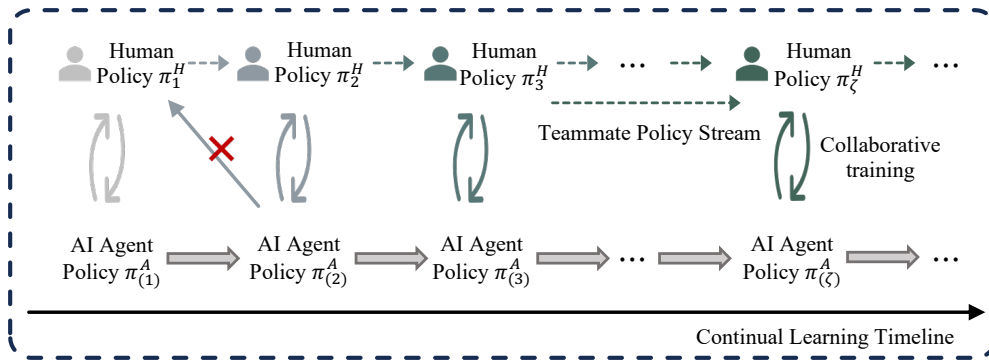 Human
Policy π₁ᴴ
Human
Policy π₂ᴴ
Human
Policy π₃ᴴ
...
Human
Policy π_ζᴴ
...
Teammate Policy Stream
Collaborative
training
AI Agent
Policy π₍₁₎ᴬ
AI Agent
Policy π₍₂₎ᴬ
AI Agent
Policy π₍₃₎ᴬ
...
AI Agent
Policy π_(ζ)ᴬ
...
Continual Learning Timeline